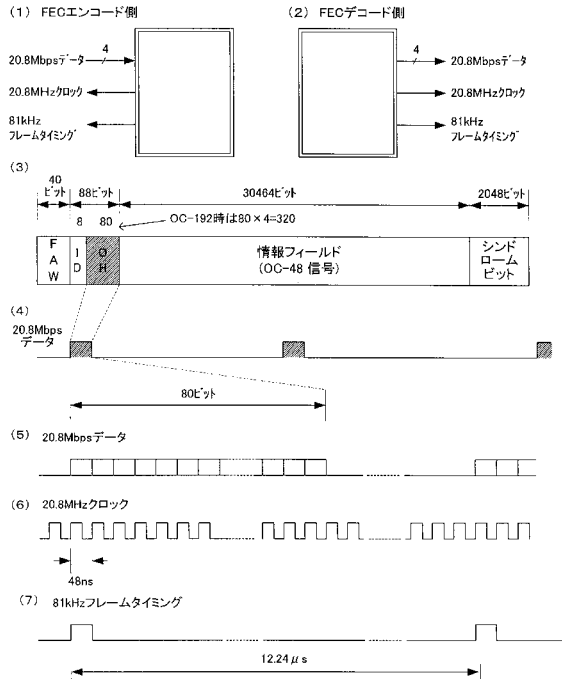 (1) FECエンコード側
(2) FECデコード側
4
20.8Mbpsデータ
20.8MHzクロック
81kHz
フレームタイミング
4
20.8Mbpsデータ
20.8MHzクロック
81kHz
フレームタイミング
(3)
40
ビット
88ビット
30464ビット
2048ビット
8
80
OC-192時は80×4=320
FAW
ID
OH
情報フィールド
(OC-48 信号)
シンド
ローム
ビット
(4)
20.8Mbps
データ
80ビット
(5) 20.8Mbpsデータ
(6) 20.8MHzクロック
48ns
(7) 81kHzフレームタイミング
12.24μs